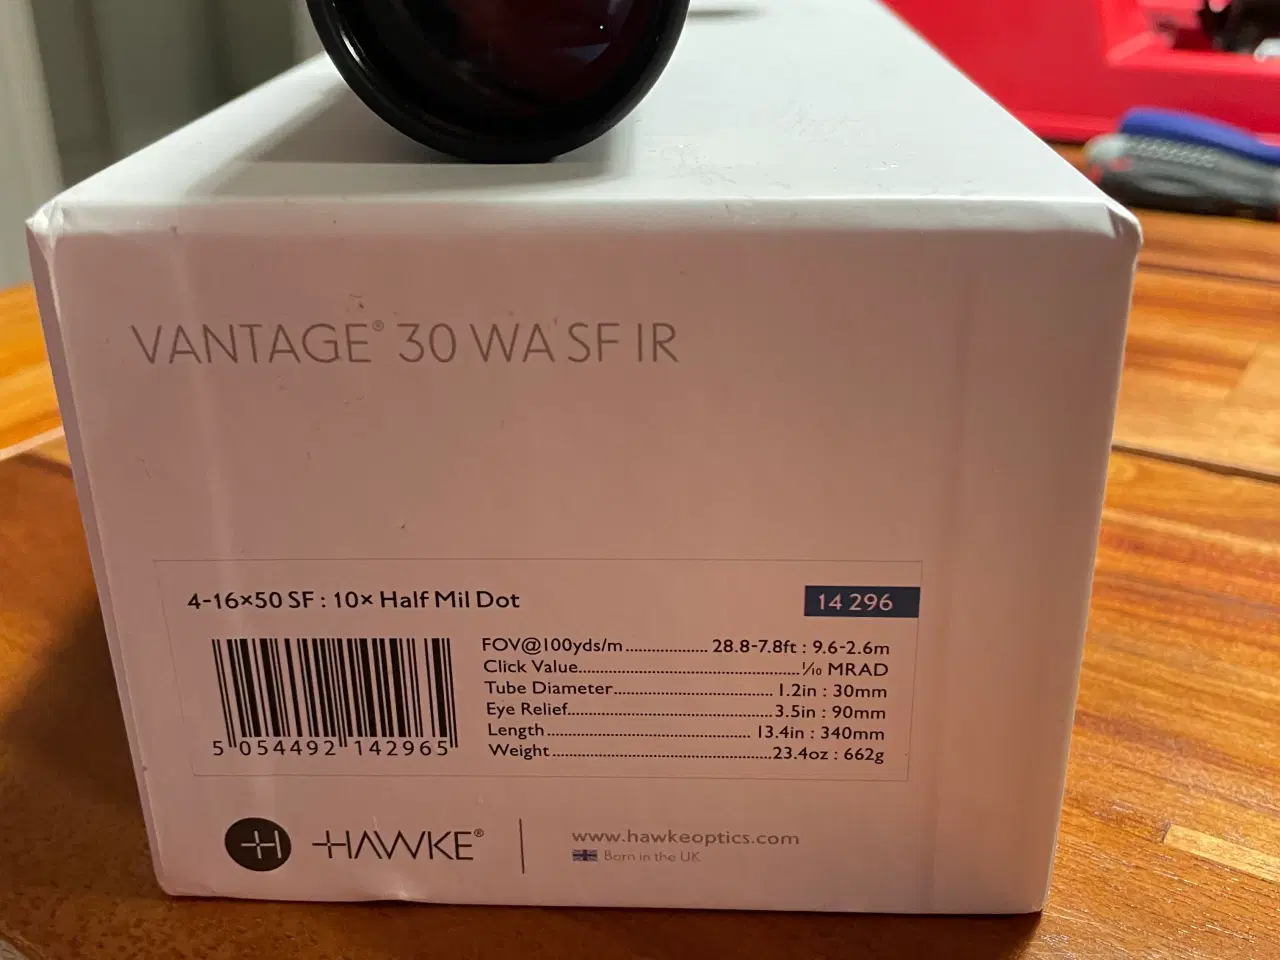 VANTAGE® 30 WA SF IR
4-16×50 SF : 10× Half Mil Dot
14 296
FOV@100yds/m.................. 28.8-7.8ft : 9.6-2.6m
Click Value................................................ 1/10 MRAD
Tube Diameter.................................. 1.2in : 30mm
Eye Relief............................................3.5in : 90mm
Length............................................ 13.4in : 340mm
Weight...............................................23.4oz : 662g
5 054492 142965
H HAWKE®
www.hawkeoptics.com
Born in the UK